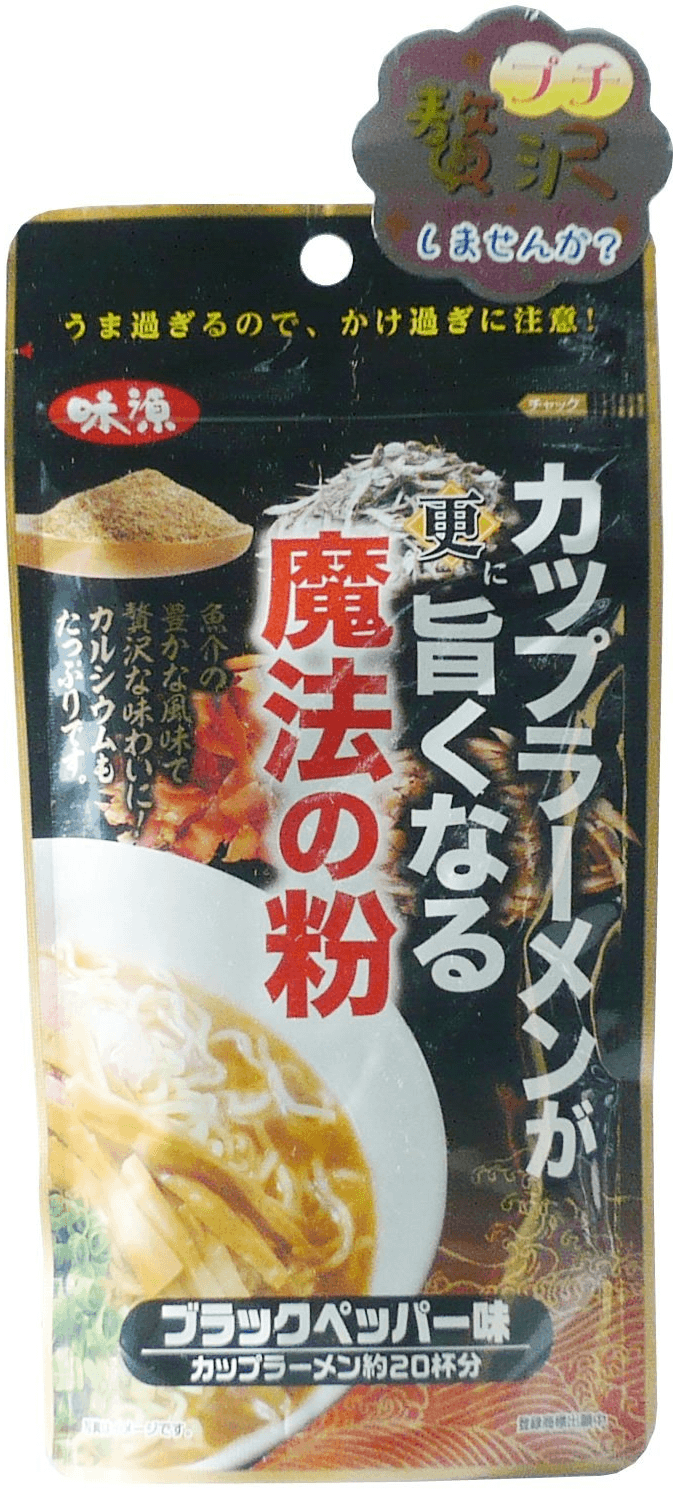 プチ
贅沢
しませんか?
うま過ぎるので、かけ過ぎに注意!
味源
チャック
カップラーメンが
更に旨くなる
魔法の粉
魚介の
豊かな風味で
贅沢な味わいに!
カルシウムも
たっぷりです。
ブラックペッパー味
カップラーメン約20杯分
登録商標出願中